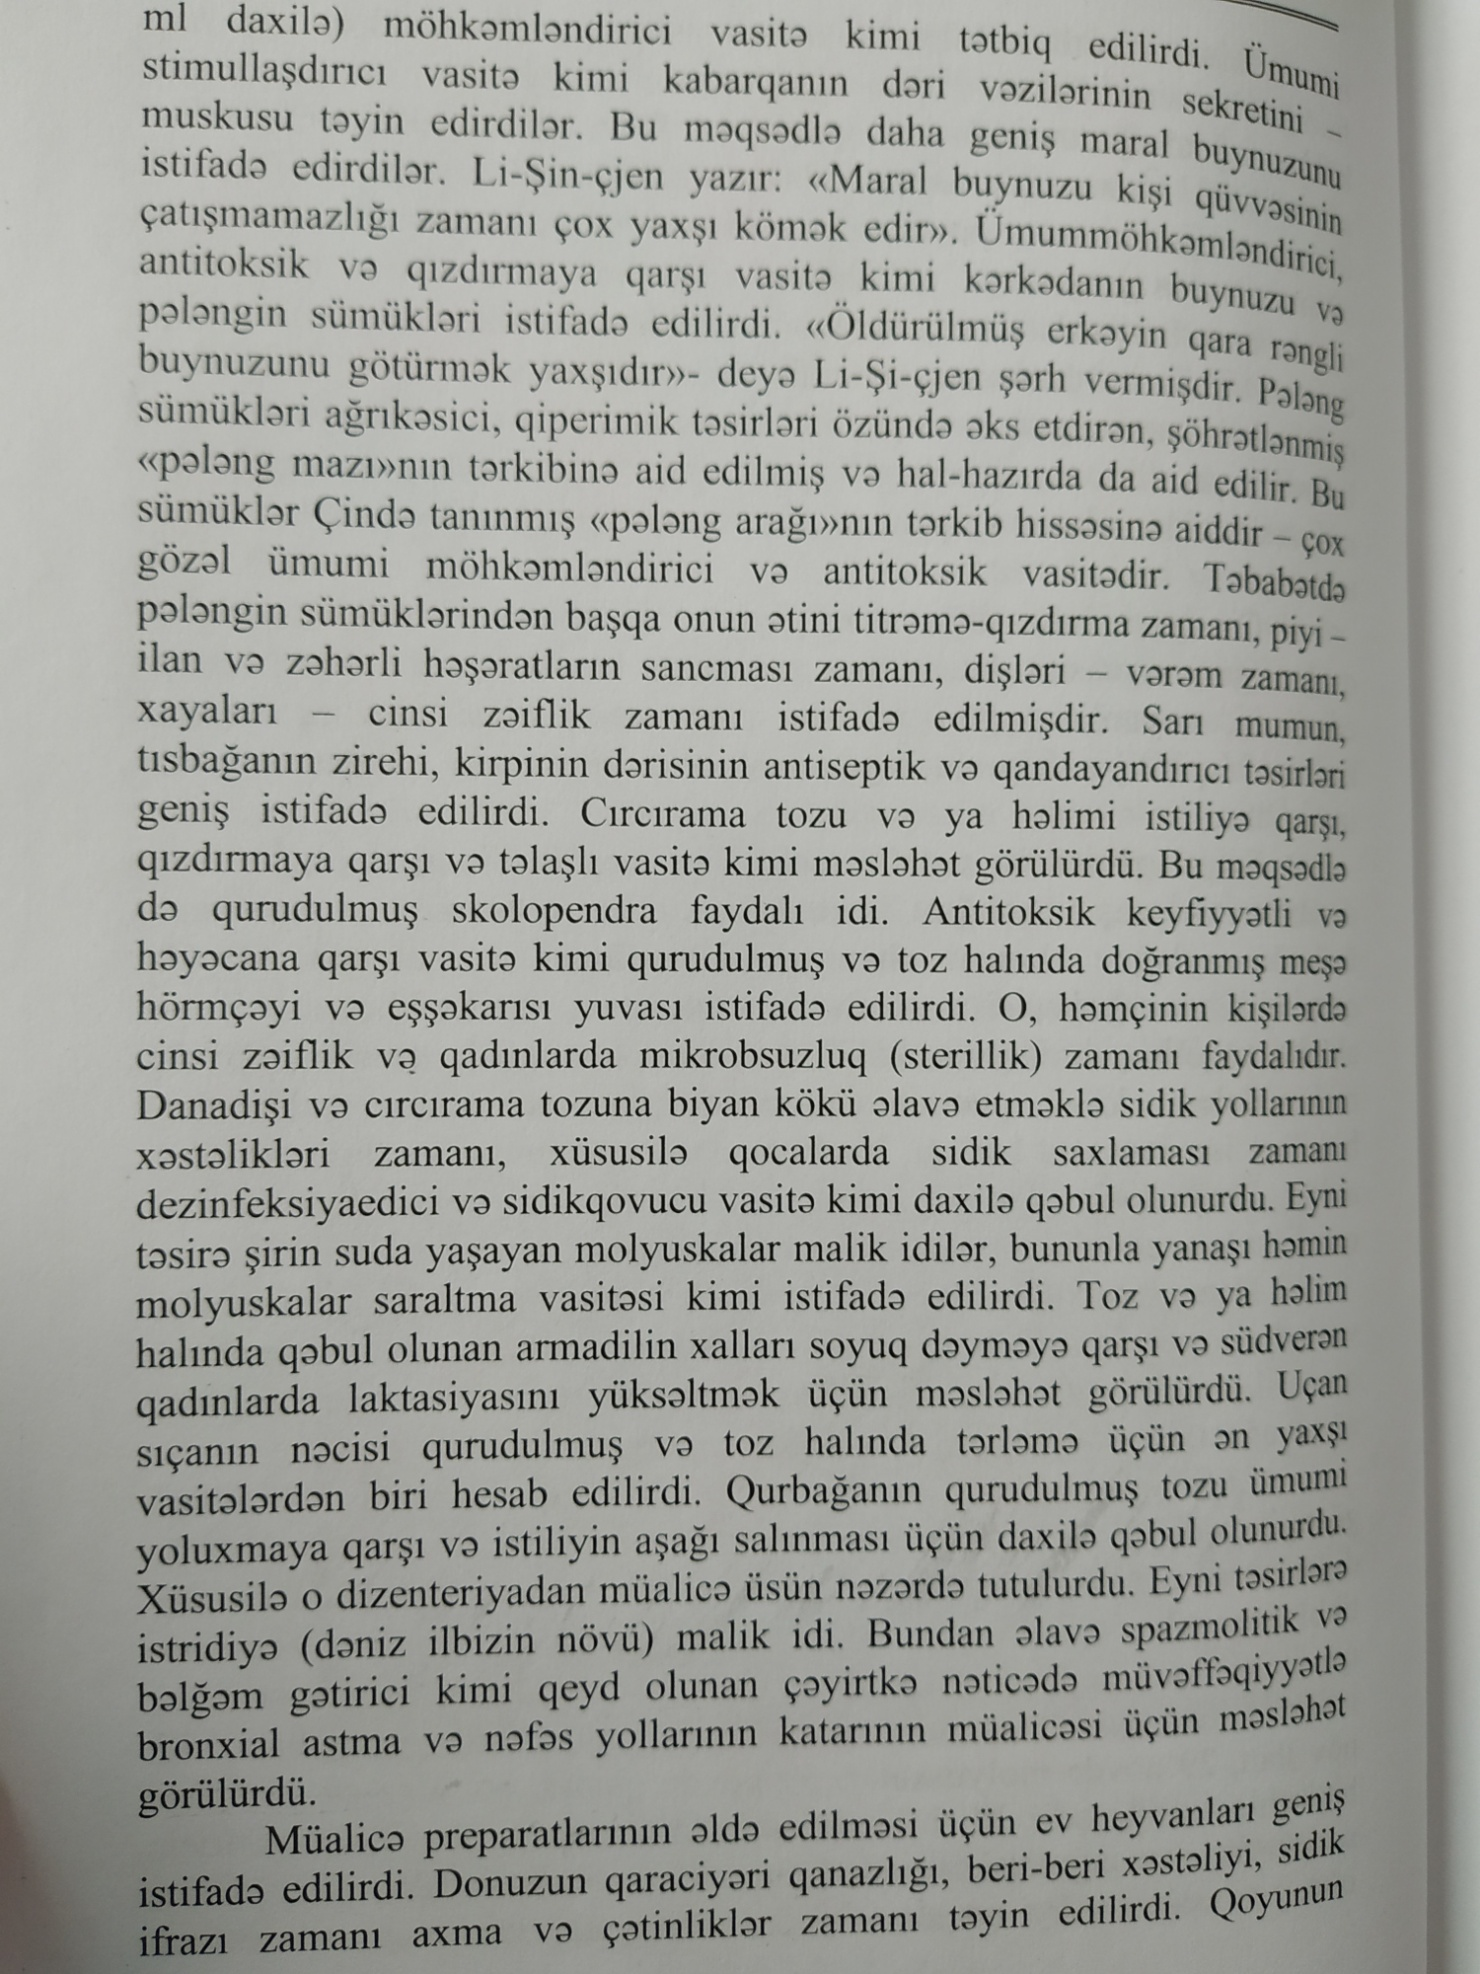 ml daxilə) möhkəmləndirici vasitə kimi tətbiq edilirdi. Ümumi
stimullaşdırıcı vasitə kimi kabarqanın dəri vəzilərinin sekretini –
muskusu təyin edirdilər. Bu məqsədlə daha geniş maral buynuzunu
istifadə edirdilər. Li-Şin-çjen yazır: «Maral buynuzu kişi qüvvəsinin
çatışmamazlığı zamanı çox yaxşı kömək edir». Ümummöhkəmləndirici,
antitoksik və qızdırmaya qarşı vasitə kimi kərkədanın buynuzu və
pələngin sümükləri istifadə edilirdi. «Öldürülmüş erkəyin qara rəngli
buynuzunu götürmək yaxşıdır»- deyə Li-Şi-çjen şərh vermişdir. Pələng
sümükləri ağrıkəsici, qiperimik təsirləri özündə əks etdirən, şöhrətlənmiş
«pələng mazı»nın tərkibinə aid edilmiş və hal-hazırda da aid edilir. Bu
sümüklər Çində tanınmış «pələng arağı»nın tərkib hissəsinə aiddir – çox
gözəl ümumi möhkəmləndirici və antitoksik vasitədir. Təbabətdə
pələngin sümüklərindən başqa onun ətini titrəmə-qızdırma zamanı, piyi –
ilan və zəhərli həşəratların sancması zamanı, dişləri – vərəm zamanı,
xayaları – cinsi zəiflik zamanı istifadə edilmişdir. Sarı mumun,
tısbağanın zirehi, kirpinin dərisinin antiseptik və qandayandırıcı təsirləri
geniş istifadə edilirdi. Cırcırama tozu və ya həlimi istiliyə qarşı,
qızdırmaya qarşı və təlaşlı vasitə kimi məsləhət görülürdü. Bu məqsədlə
də qurudulmuş skolopendra faydalı idi. Antitoksik keyfiyyətli və
həyəcana qarşı vasitə kimi qurudulmuş və toz halında doğranmış meşə
hörmçəyi və eşşəkarısı yuvası istifadə edilirdi. O, həmçinin kişilərdə
cinsi zəiflik və qadınlarda mikrobsuzluq (sterillik) zamanı faydalıdır.
Danadişi və cırcırama tozuna biyan kökü əlavə etməklə sidik yollarının
xəstəlikləri zamanı, xüsusilə qocalarda sidik saxlaması zamanı
dezinfeksiyaedici və sidikqovucu vasitə kimi daxilə qəbul olunurdu. Eyni
təsirə şirin suda yaşayan molyuskalar malik idilər, bununla yanaşı həmin
molyuskalar saraltma vasitəsi kimi istifadə edilirdi. Toz və ya həlim
halında qəbul olunan armadilin xalları soyuq dəyməyə qarşı və südverən
qadınlarda laktasiyasını yüksəltmək üçün məsləhət görülürdü. Uçan
sıçanın nəcisi qurudulmuş və toz halında tərləmə üçün ən yaxşı
vasitələrdən biri hesab edilirdi. Qurbağanın qurudulmuş tozu ümumi
yoluxmaya qarşı və istiliyin aşağı salınması üçün daxilə qəbul olunurdu.
Xüsusilə o dizenteriyadan müalicə üsün nəzərdə tutulurdu. Eyni təsirlərə
istridiyə (dəniz ilbizin növü) malik idi. Bundan əlavə spazmolitik və
bəlğəm gətirici kimi qeyd olunan çəyirtkə nəticədə müvəffəqiyyətlə
bronxial astma və nəfəs yollarının katarının müalicəsi üçün məsləhət
görülürdü.
Müalicə preparatlarının əldə edilməsi üçün ev heyvanları geniş
istifadə edilirdi. Donuzun qaraciyəri qanazlığı, beri-beri xəstəliyi, sidik
ifrazı zamanı axma və çətinliklər zamanı təyin edilirdi. Qoyunun